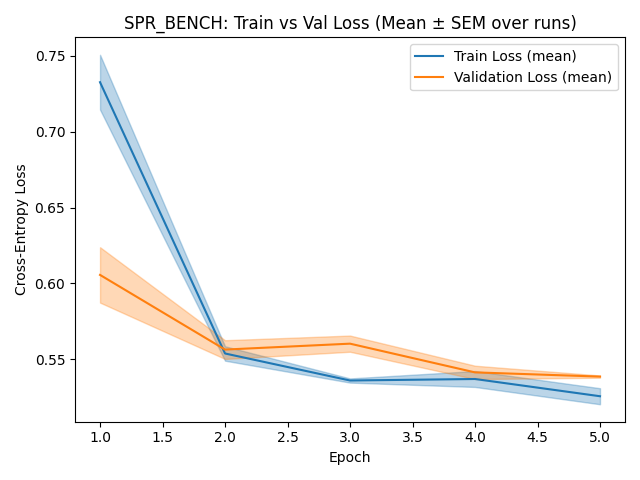 SPR_BENCH: Train vs Val Loss (Mean ± SEM over runs)
Train Loss (mean)
Validation Loss (mean)
Cross-Entropy Loss
0.75
0.70
0.65
0.60
0.55
1.0 1.5 2.0 2.5 3.0 3.5 4.0 4.5 5.0
Epoch